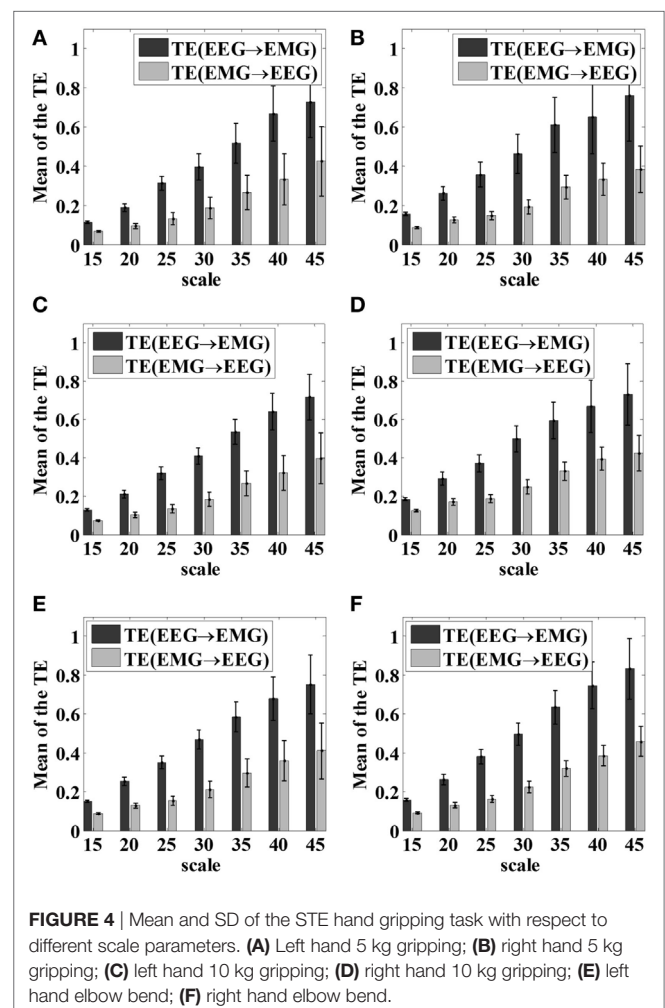 A
TE(EEG→EMG)
TE(EMG→EEG)
Mean of the TE
1
0.8
0.6
0.4
0.2
0
15 20 25 30 35 40 45
scale
B
TE(EEG→EMG)
TE(EMG→EEG)
Mean of the TE
1
0.8
0.6
0.4
0.2
0
15 20 25 30 35 40 45
scale
C
TE(EEG→EMG)
TE(EMG→EEG)
Mean of the TE
1
0.8
0.6
0.4
0.2
0
15 20 25 30 35 40 45
scale
D
TE(EEG→EMG)
TE(EMG→EEG)
Mean of the TE
1
0.8
0.6
0.4
0.2
0
15 20 25 30 35 40 45
scale
E
TE(EEG→EMG)
TE(EMG→EEG)
Mean of the TE
1
0.8
0.6
0.4
0.2
0
15 20 25 30 35 40 45
scale
F
TE(EEG→EMG)
TE(EMG→EEG)
Mean of the TE
1
0.8
0.6
0.4
0.2
0
15 20 25 30 35 40 45
scale
FIGURE 4 | Mean and SD of the STE hand gripping task with respect to
different scale parameters. (A) Left hand 5 kg gripping; (B) right hand 5 kg
gripping; (C) left hand 10 kg gripping; (D) right hand 10 kg gripping; (E) left
hand elbow bend; (F) right hand elbow bend.